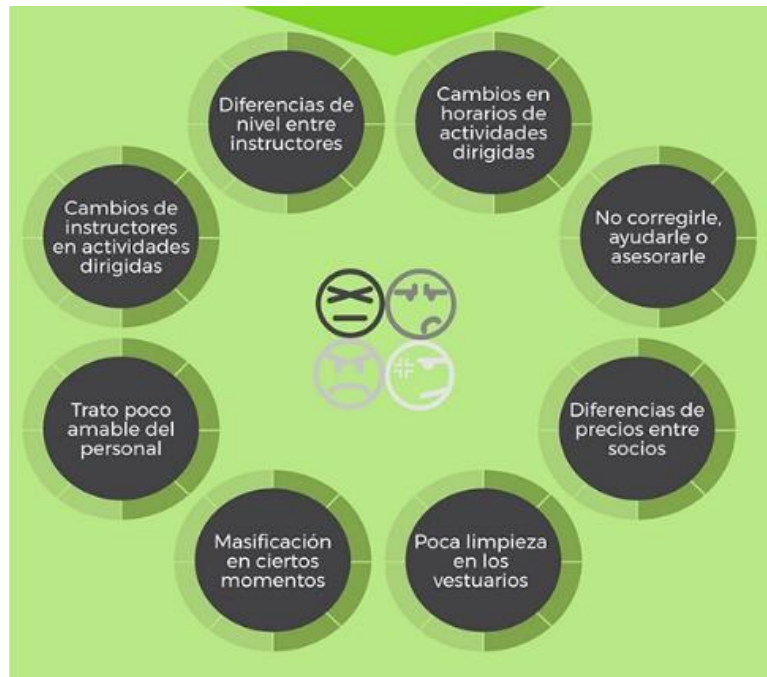 Diferencias de
nivel entre
instructores
Cambios en
horarios de
actividades
dirigidas
Cambios de
instructores
en actividades
dirigidas
No corregirle,
ayudarle o
asesorarle
Trato poco
amable del
personal
Diferencias de
precios entre
socios
Masificación
en ciertos
momentos
Poca limpieza
en los
vestuarios